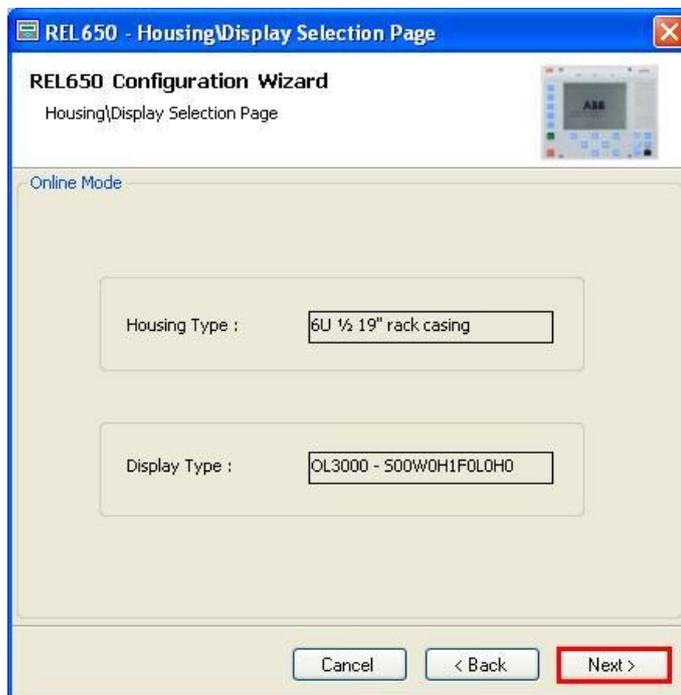 REL650 - Housing\Display Selection Page
REL650 Configuration Wizard
Housing\Display Selection Page
ABB
Online Mode
Housing Type :
6U ½ 19" rack casing
Display Type :
OL3000 - S00W0H1F0L0H0
Cancel
< Back
Next >